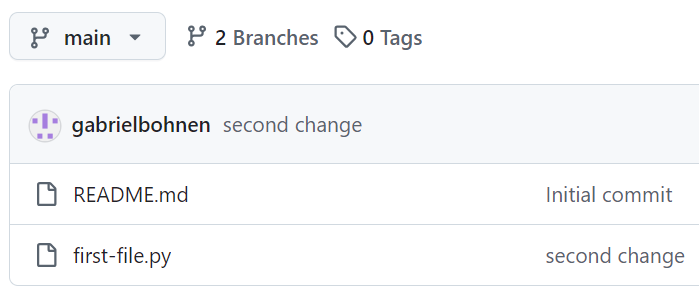 main 2 Branches 0 Tags
gabrielbohnen second change
README.md Initial commit
first-file.py second change